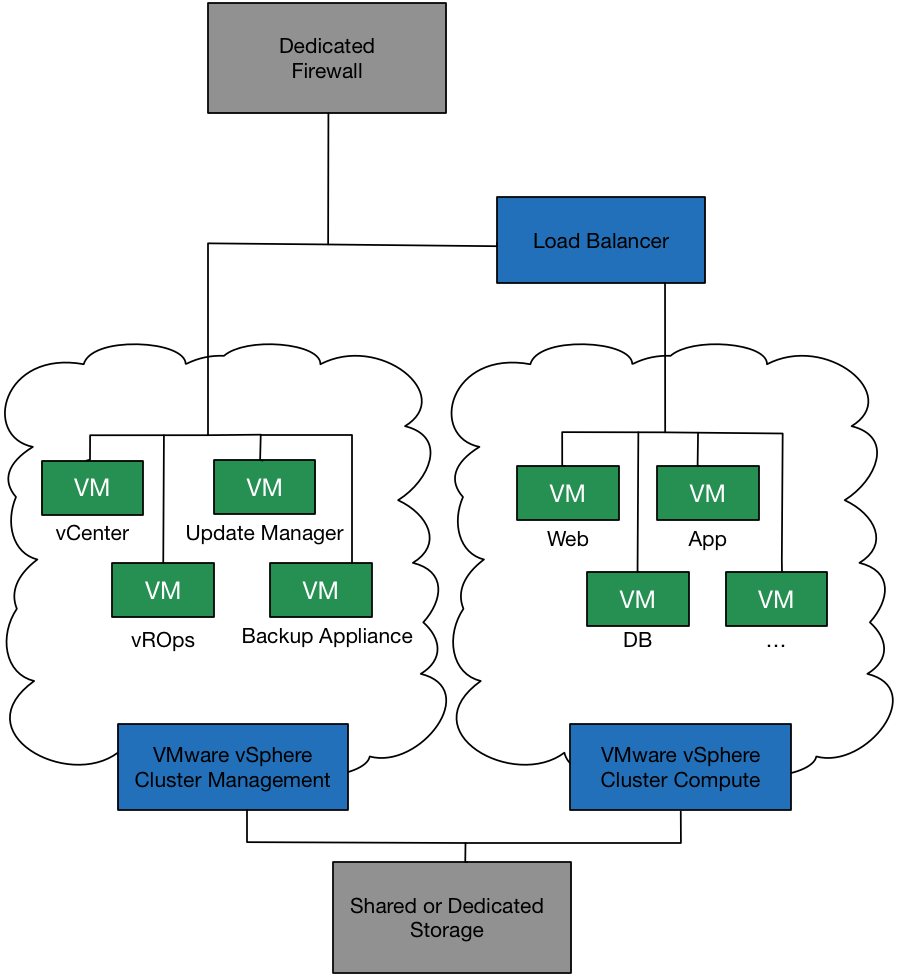 Dedicated
Firewall
Load Balancer
VM
vCenter
VM
Update Manager
VM
vROps
VM
Backup Appliance
VM
Web
VM
App
VM
DB
VM
...
VMware vSphere
Cluster Management
VMware vSphere
Cluster Compute
Shared or Dedicated
Storage